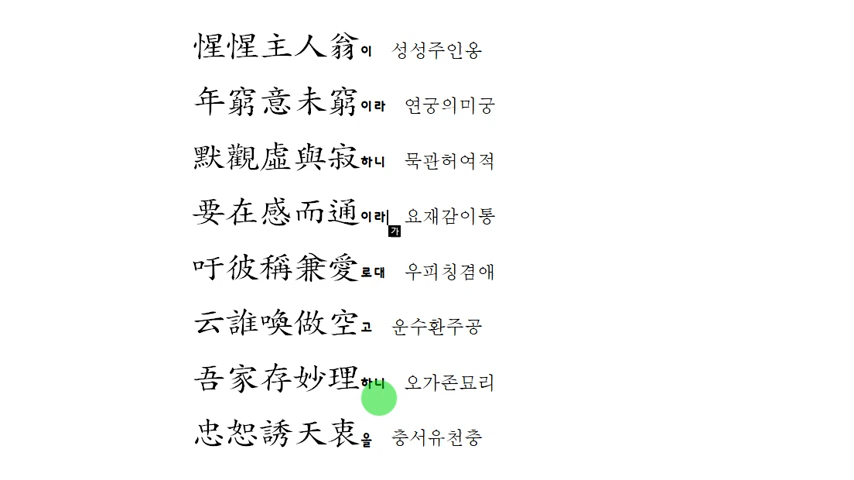 惺惺主人翁이 성성주인옹
年窮意未窮이라 연궁의미궁
默觀虛與寂하니 묵관허여적
要在感而通이라 요재감이통
가
吁彼稱兼愛로대 우피칭겸애
云誰喚做空고 운수환주공
吾家存妙理하니 오가존묘리
忠恕誘天衷을 충서유천충